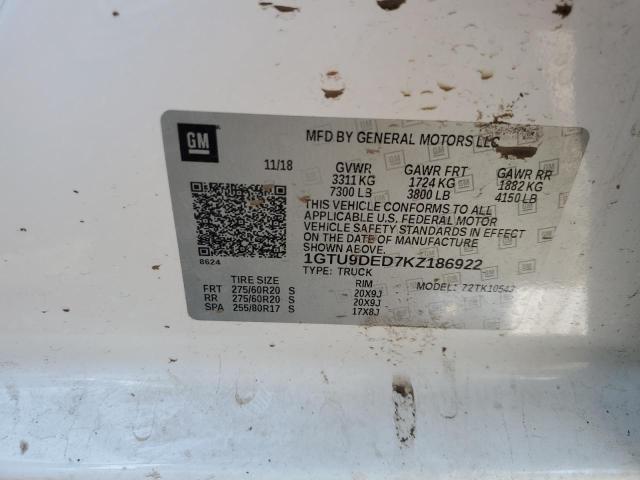 GM
MFD BY GENERAL MOTORS LLC
11/18 GVWR GAWR FRT GAWR RR
3311 KG 1724 KG 1882 KG
7300 LB 3800 LB 4150 LB
THIS VEHICLE CONFORMS TO ALL
APPLICABLE U.S. FEDERAL MOTOR
VEHICLE SAFETY STANDARDS IN EFFECT
ON THE DATE OF MANUFACTURE
SHOWN ABOVE.
8624
1GTU9DED7KZ186922
TYPE: TRUCK
TIRE SIZE RIM MODEL: 72TK10543
FRT 275/60R20 S 20X9J
RR 275/60R20 S 20X9J
SPA 255/80R17 S 17X8J